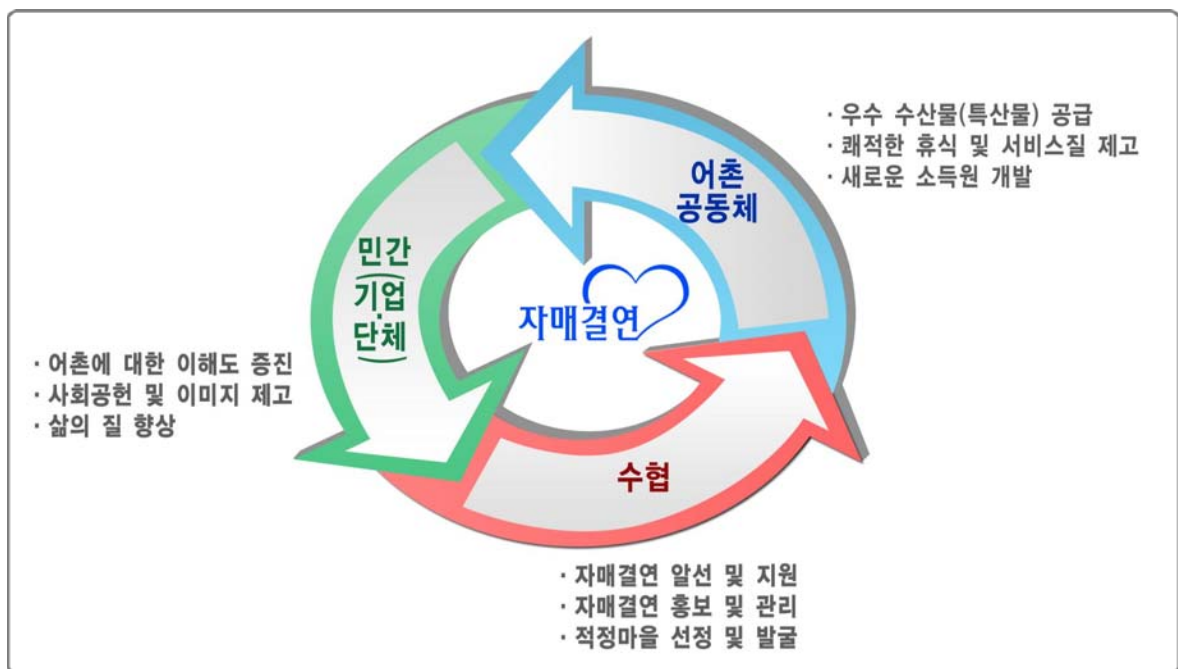 · 우수 수산물(특산물) 공급
· 쾌적한 휴식 및 서비스질 제고
· 새로운 소득원 개발
어촌
공동체
민간
(기업·
단체)
자매결연
· 어촌에 대한 이해도 증진
· 사회공헌 및 이미지 제고
· 삶의 질 향상
수협
· 자매결연 알선 및 지원
· 자매결연 홍보 및 관리
· 적정마을 선정 및 발굴